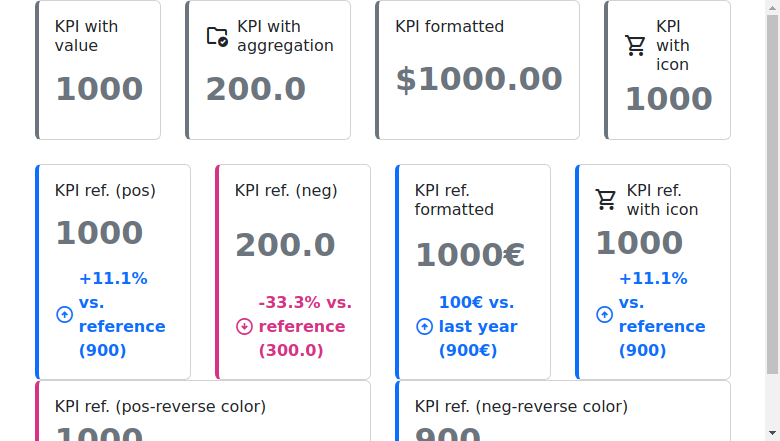 KPI with
value
1000
KPI with
aggregation
200.0
KPI formatted
$1000.00
KPI
with
icon
1000
KPI ref. (pos)
1000
+11.1%
vs.
reference
(900)
KPI ref. (neg)
200.0
-33.3% vs.
reference
(300.0)
KPI ref.
formatted
1000€
100€ vs.
last year
(900€)
KPI ref.
with icon
1000
+11.1%
vs.
reference
(900)
KPI ref. (pos-reverse color)
1000
KPI ref. (neg-reverse color)
900